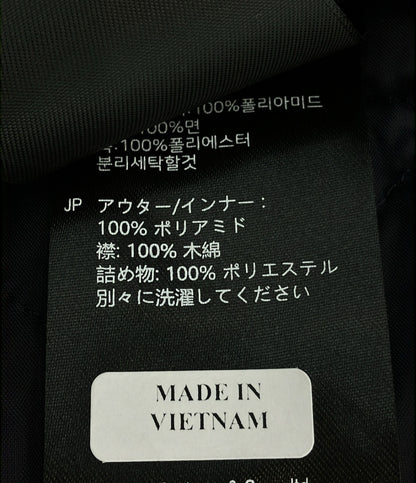 100%폴리아미드
100%면
100%폴리에스터
분리세탁할것
JP アウター/インナー:
100% ポリアミド
襟: 100% 木綿
詰め物: 100% ポリエステル
別々に洗濯してください
MADE IN
VIETNAM